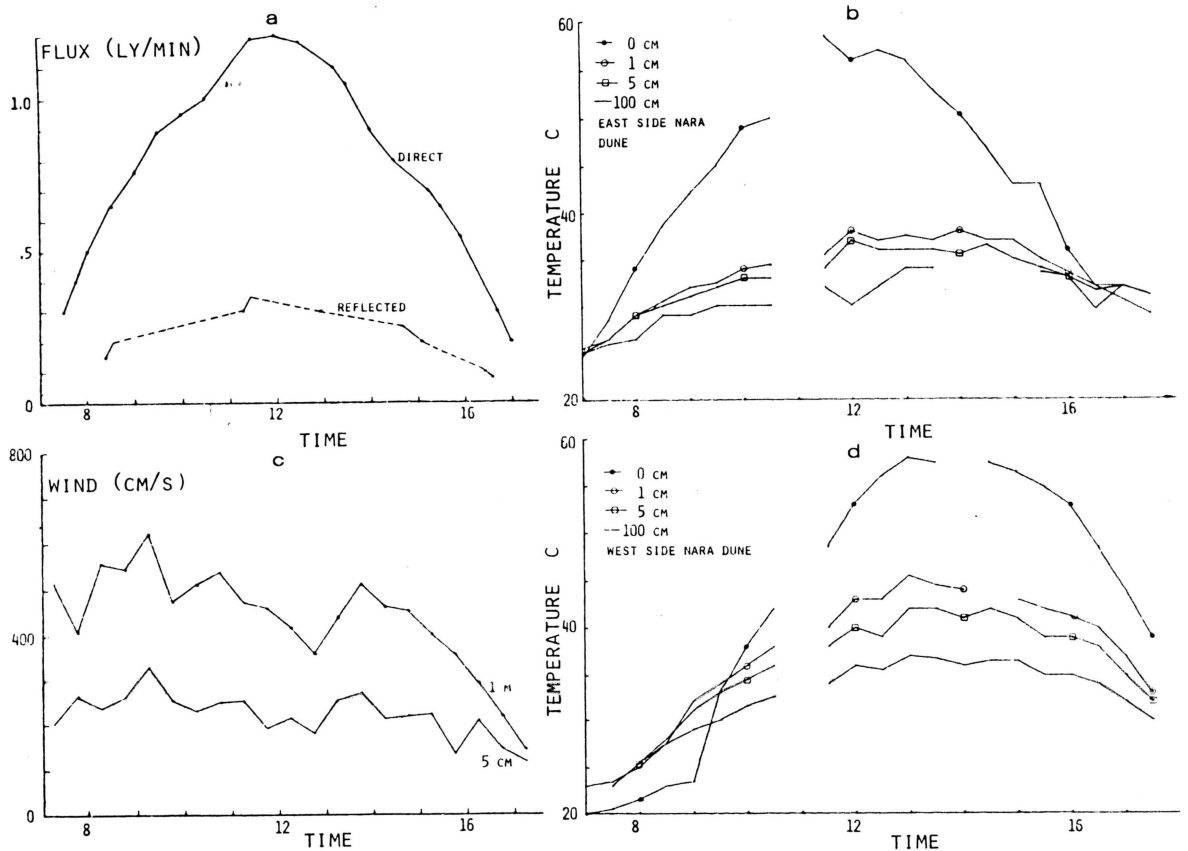 a
FLUX (LY/MIN)
1.0
.5
0
DIRECT
REFLECTED
8
12
16
TIME
b
60
40
20
TEMPERATURE C
0 CM
1 CM
5 CM
100 CM
EAST SIDE NARA
DUNE
8
12
16
TIME
c
800
400
0
WIND (CM/S)
1 M
5 CM
8
12
16
TIME
d
60
40
20
TEMPERATURE C
0 CM
1 CM
5 CM
100 CM
WEST SIDE NARA DUNE
8
12
15
TIME